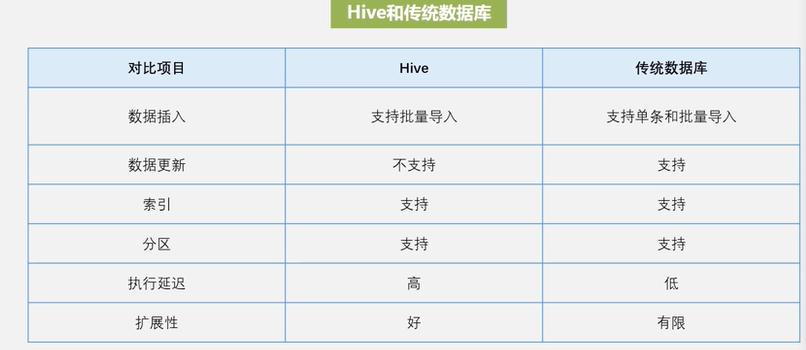 Hive和传统数据库
对比项目 Hive 传统数据库
数据插入 支持批量导入 支持单条和批量导入
数据更新 不支持 支持
索引 支持 支持
分区 支持 支持
执行延迟 高 低
扩展性 好 有限